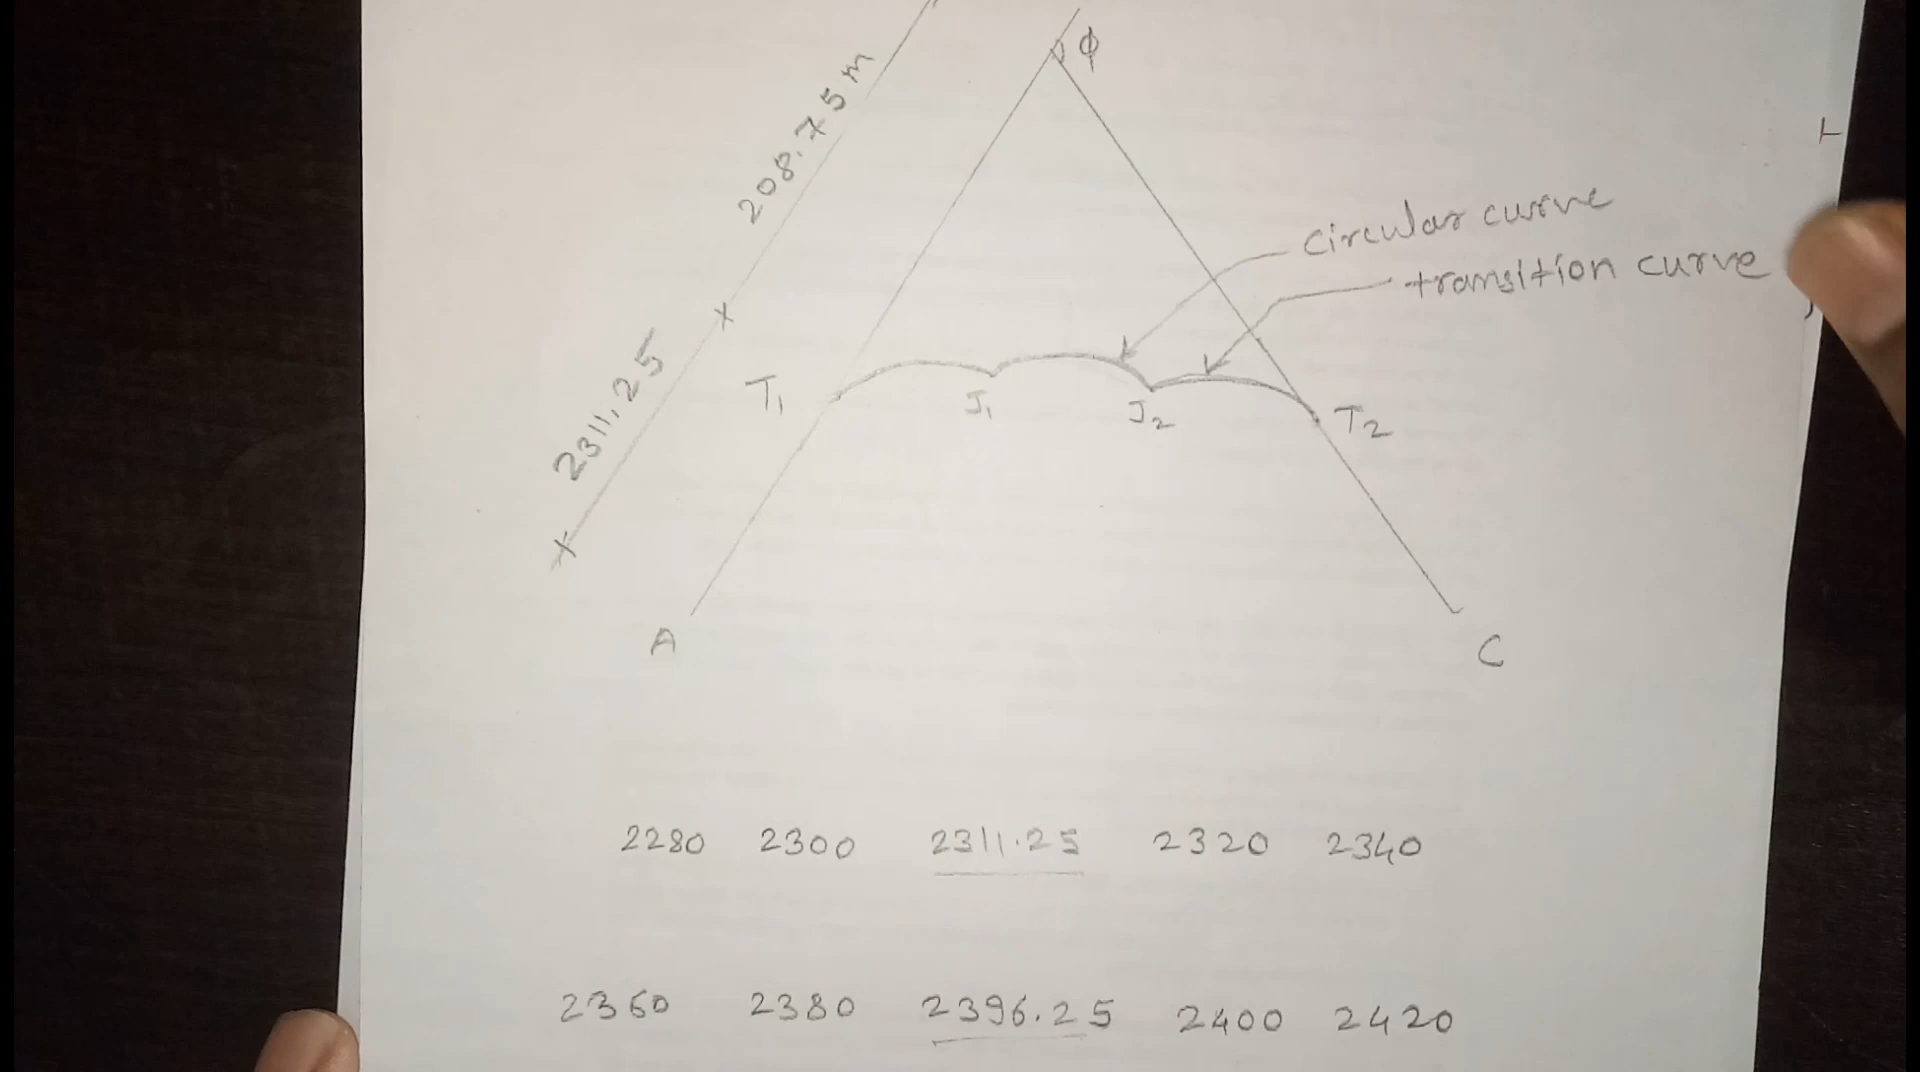 ϕ
208.75 m
circular curve
transition curve
2311.25
T1
J1
J2
T2
A
C
2280 2300 2311.25 2320 2340
2360 2380 2396.25 2400 2420